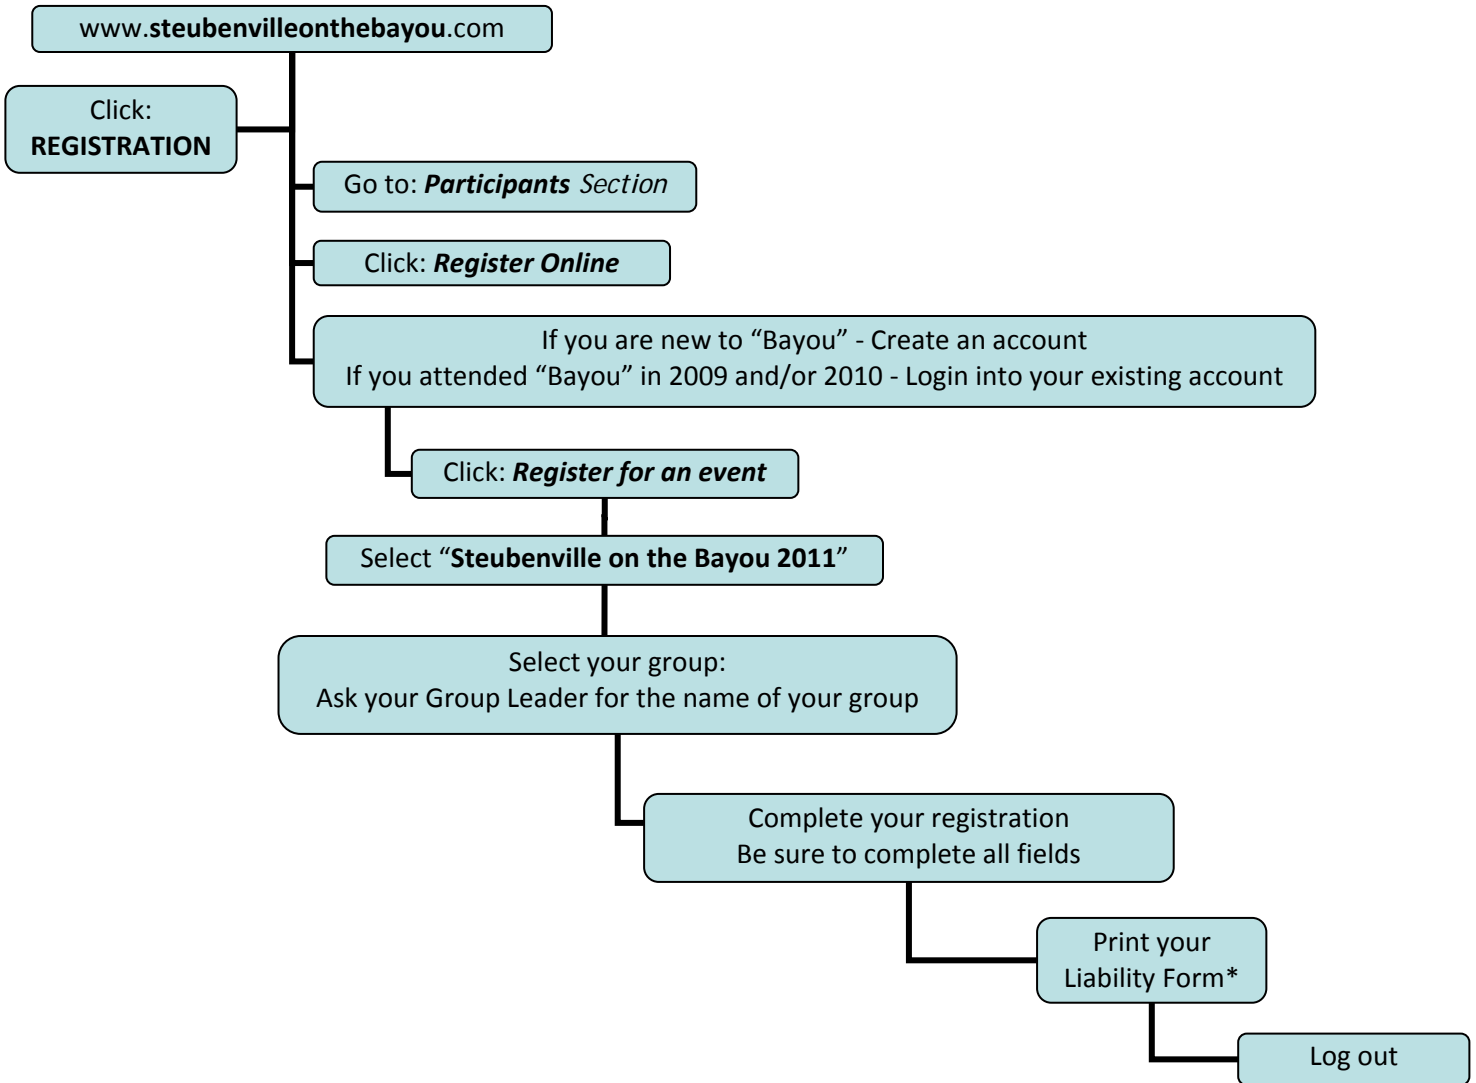 www.steubenvilleonthebayou.com
Click:
REGISTRATION
Go to: Participants Section
Click: Register Online
If you are new to “Bayou” - Create an account
If you attended “Bayou” in 2009 and/or 2010 - Login into your existing account
Click: Register for an event
Select “Steubenville on the Bayou 2011”
Select your group:
Ask your Group Leader for the name of your group
Complete your registration
Be sure to complete all fields
Print your
Liability Form*
Log out